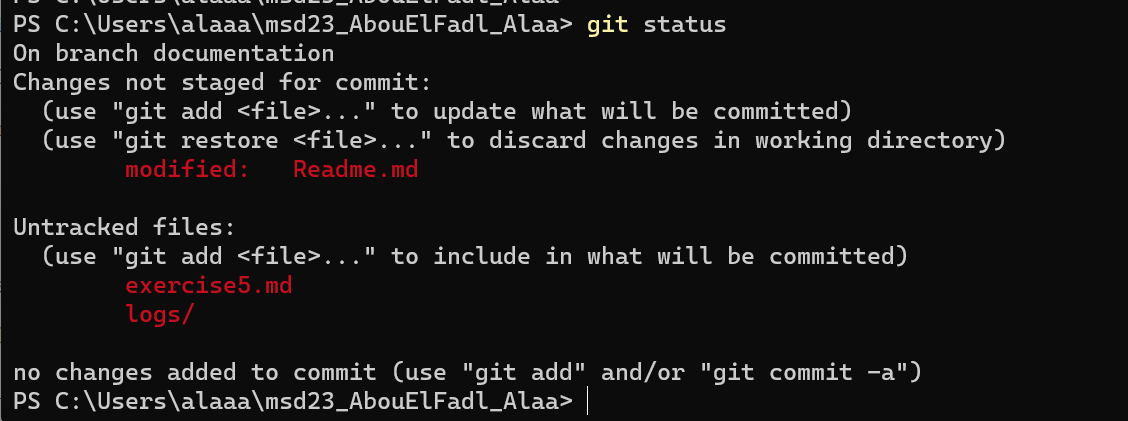 PS C:\Users\alaaa\msd23_AbouElFadl_Alaa> git status
On branch documentation
Changes not staged for commit:
  (use "git add <file>..." to update what will be committed)
  (use "git restore <file>..." to discard changes in working directory)
        modified:   Readme.md

Untracked files:
  (use "git add <file>..." to include in what will be committed)
        exercise5.md
        logs/

no changes added to commit (use "git add" and/or "git commit -a")
PS C:\Users\alaaa\msd23_AbouElFadl_Alaa>